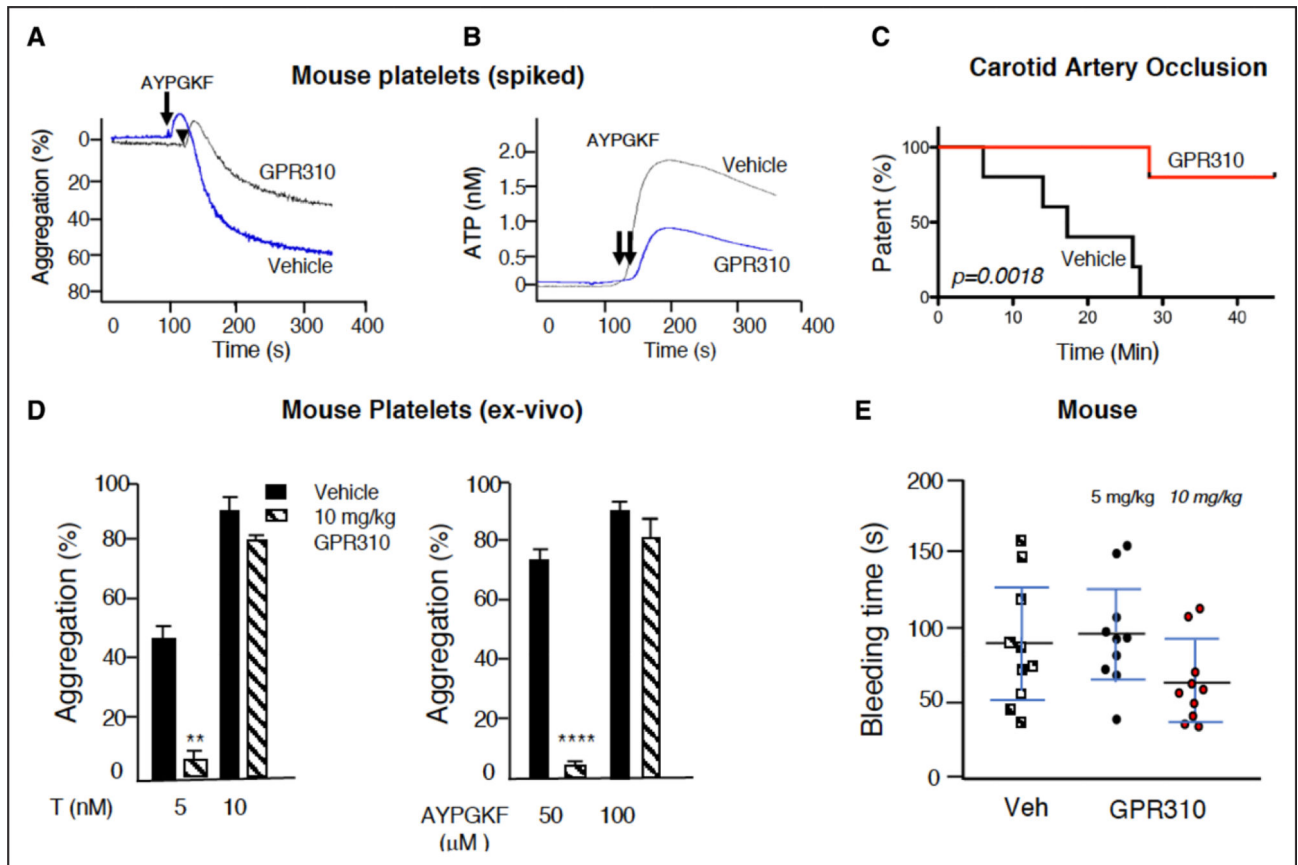 A
B
C
Mouse platelets (spiked)
Carotid Artery Occlusion
AYPGKF
Aggregation (%)
0
20
40
60
80
GPR310
Vehicle
0 100 200 300 400
Time (s)
AYPGKF
ATP (nM)
2.0
1.5
1.0
0.5
0
Vehicle
GPR310
0 100 200 300 400
Time (s)
Patent (%)
100
50
0
GPR310
Vehicle
p=0.0018
0 10 20 30 40
Time (Min)
D
Mouse Platelets (ex-vivo)
Aggregation (%)
100
80
60
40
20
0
Vehicle
10 mg/kg
GPR310
**
T (nM) 5 10
Aggregation (%)
100
80
60
40
20
0
****
AYPGKF 50 100
(μM )
E
Mouse
Bleeding time (s)
200
150
100
50
0
5 mg/kg 10 mg/kg
Veh GPR310